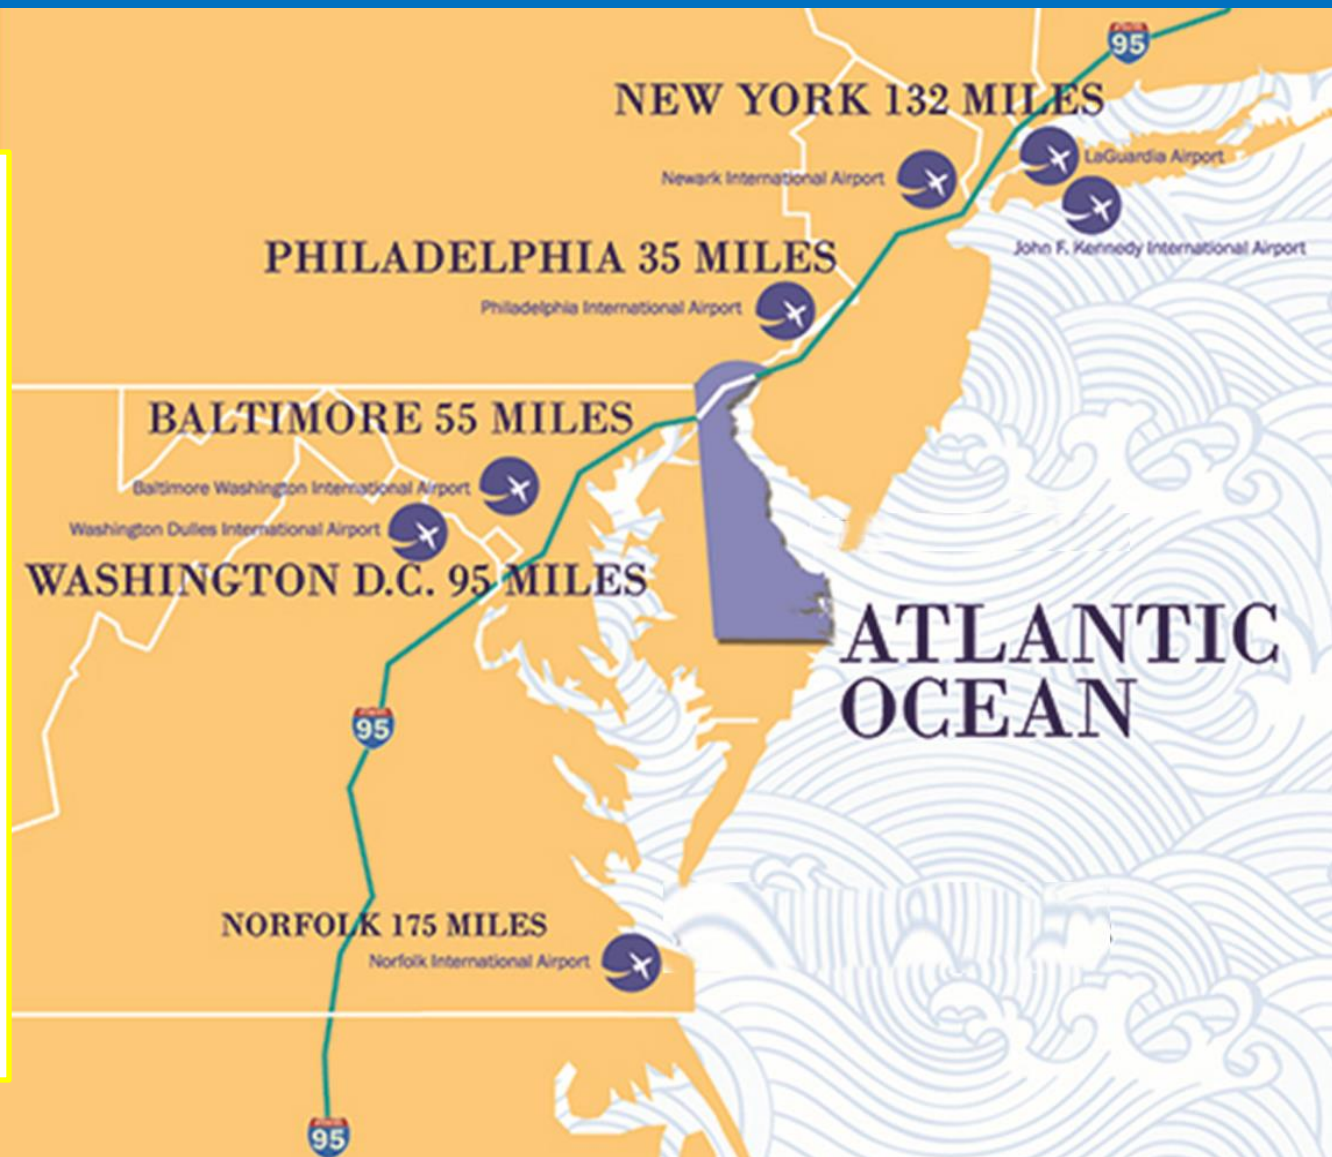 95
NEW YORK 132 MILES
LaGuardia Airport
Newark International Airport
John F. Kennedy International Airport
PHILADELPHIA 35 MILES
Philadelphia International Airport
BALTIMORE 55 MILES
Baltimore Washington International Airport
Washington Dulles International Airport
WASHINGTON D.C. 95 MILES
ATLANTIC
OCEAN
95
NORFOLK 175 MILES
Norfolk International Airport
95